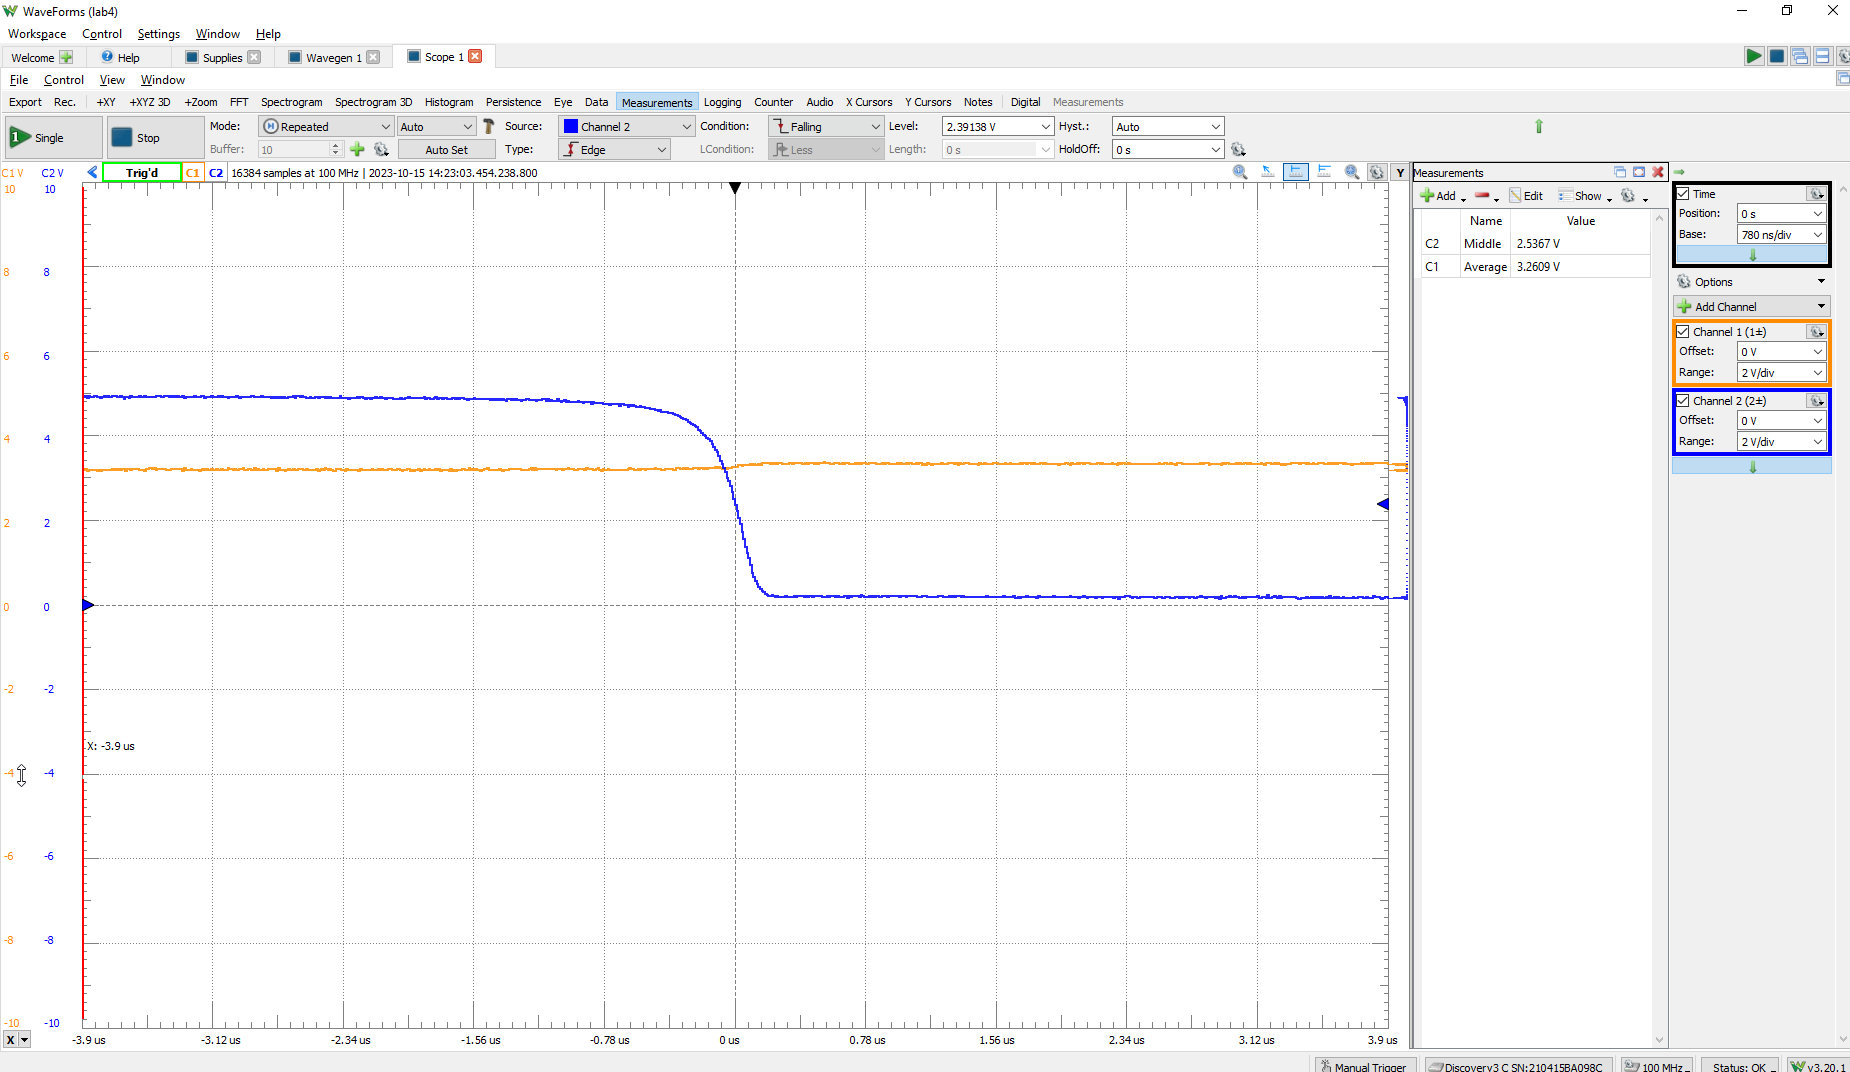 WaveForms (lab4)
Workspace Control Settings Window Help
Welcome Help Supplies Wavegen 1 Scope 1
File Control View Window
Export Rec. +XY +XYZ 3D +Zoom FFT Spectrogram Spectrogram 3D Histogram Persistence Eye Data Measurements Logging Counter Audio X Cursors Y Cursors Notes Digital Measurements
Single Stop Mode: Repeated Auto Source: Channel 2 Condition: Falling Level: 2.39138 V Hyst.: Auto
Buffer: 10 Auto Set Type: Edge LCondition: Less Length: 0 s HoldOff: 0 s
C1 V C2 V Trig'd C1 C2 16384 samples at 100 MHz | 2023-10-15 14:23:03.454.238.800 Y
10 10
8 8
6 6
4 4
2 2
0 0
-2 -2
X: -3.9 us
-4 -4
-6 -6
-8 -8
-10 -10
X -3.9 us -3.12 us -2.34 us -1.56 us -0.78 us 0 us 0.78 us 1.56 us 2.34 us 3.12 us 3.9 us
Measurements
Add Edit Show
Name Value
C2 Middle 2.5367 V
C1 Average 3.2609 V
Time
Position: 0 s
Base: 780 ns/div
Options
Add Channel
Channel 1 (1±)
Offset: 0 V
Range: 2 V/div
Channel 2 (2±)
Offset: 0 V
Range: 2 V/div
Manual Trigger Discovery3 C SN:210415BA098C 100 MHz Status: OK v3.20.1